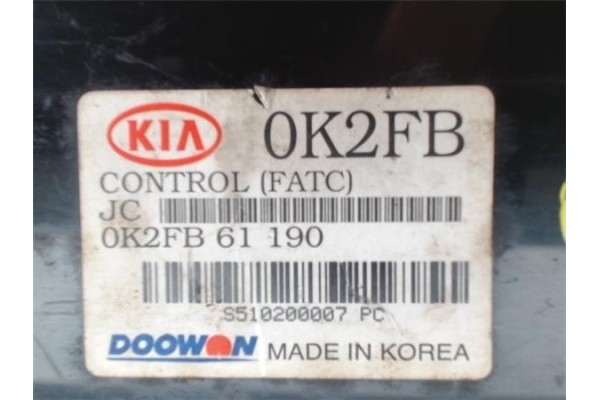 KIA 0K2FB
CONTROL (FATC)
JC
0K2FB 61 190
S510200007 PC
DOOWON MADE IN KOREA